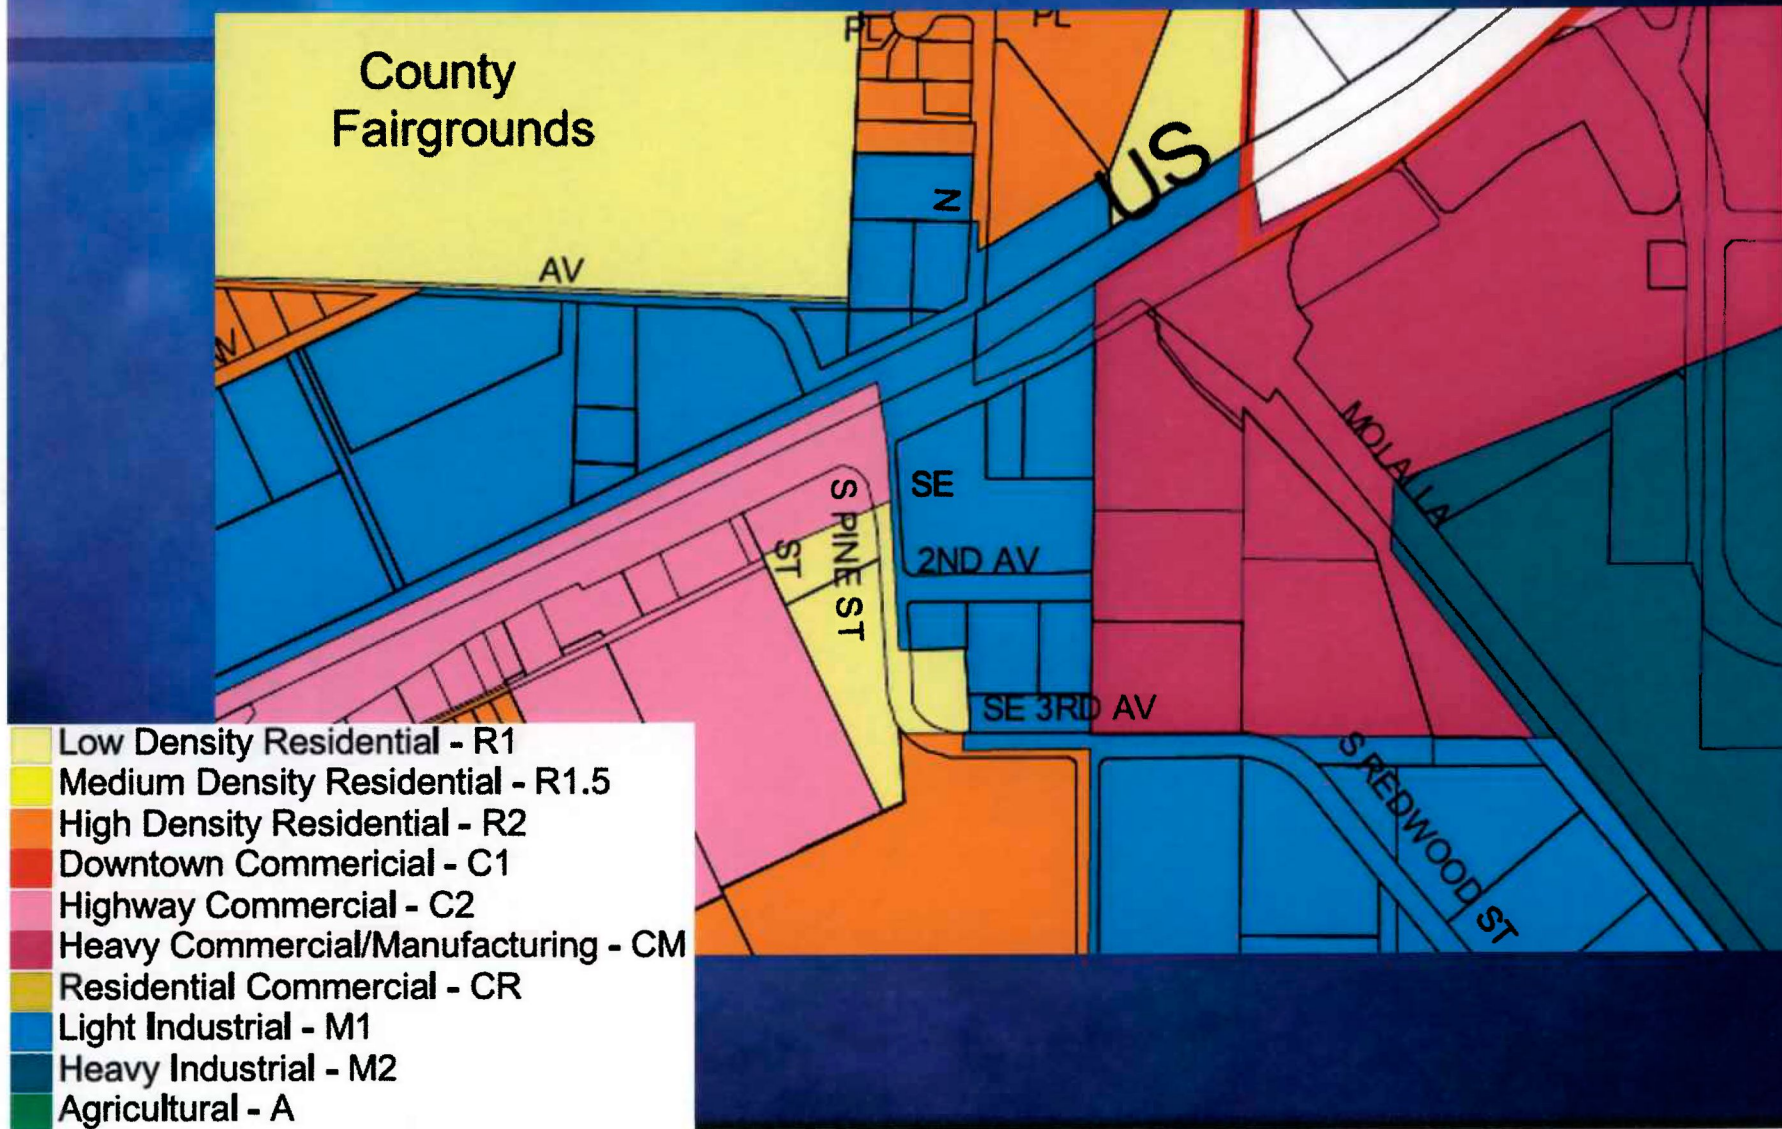 County
Fairgrounds
PL
PL
US
N
AV
W
MOLALLA
SE
S PINE ST
ST
2ND AV
SE 3RD AV
S REDWOOD ST
Low Density Residential - R1
Medium Density Residential - R1.5
High Density Residential - R2
Downtown Commericial - C1
Highway Commercial - C2
Heavy Commercial/Manufacturing - CM
Residential Commercial - CR
Light Industrial - M1
Heavy Industrial - M2
Agricultural - A